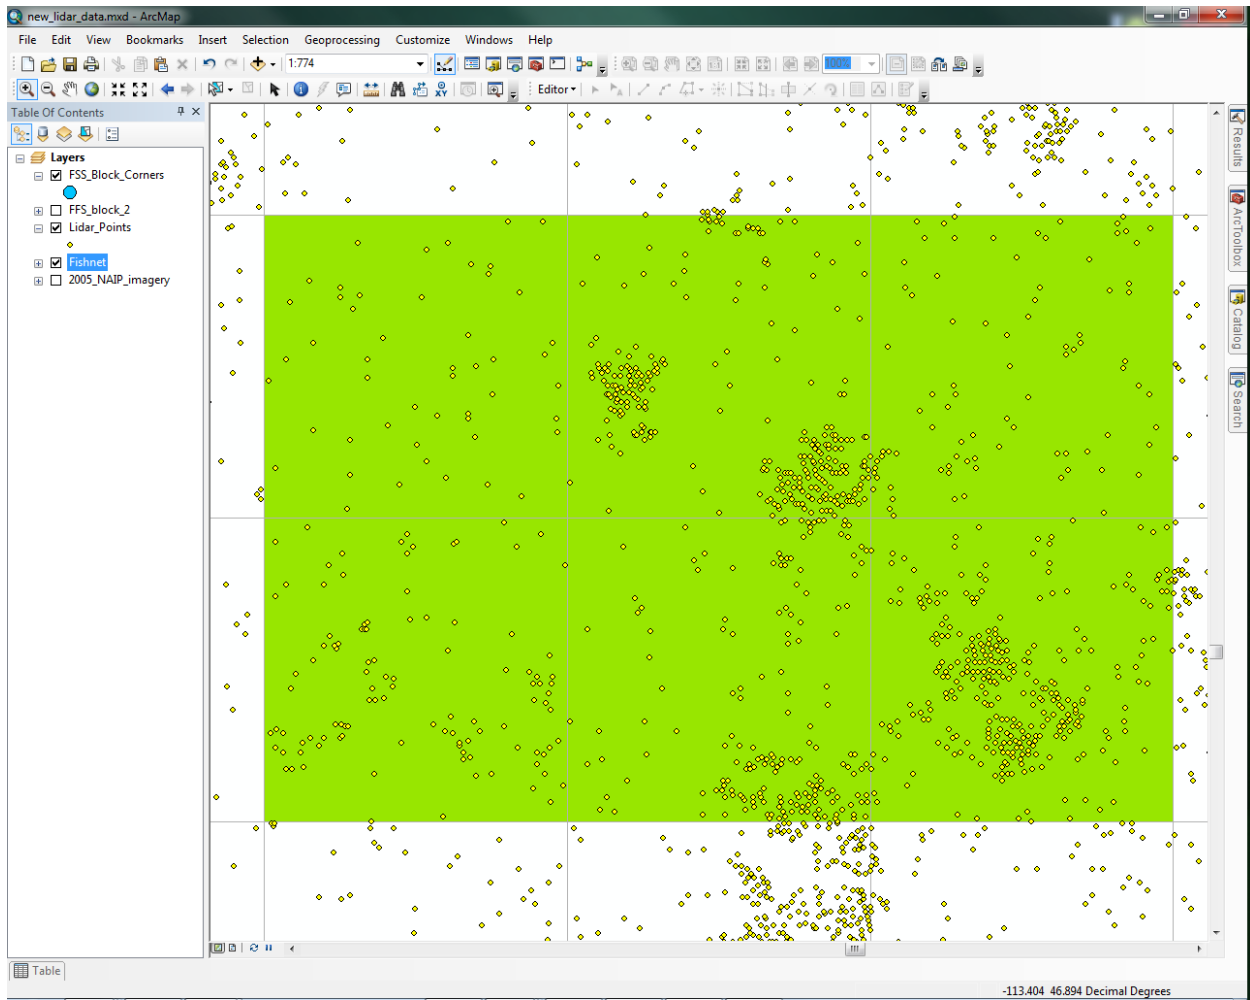 new_lidar_data.mxd - ArcMap
File Edit View Bookmarks Insert Selection Geoprocessing Customize Windows Help
1:774
100%
Editor
Table Of Contents
Layers
FSS_Block_Corners
FFS_block_2
Lidar_Points
Fishnet
2005_NAIP_imagery
Results
ArcToolbox
Catalog
Search
Table
-113.404 46.894 Decimal Degrees